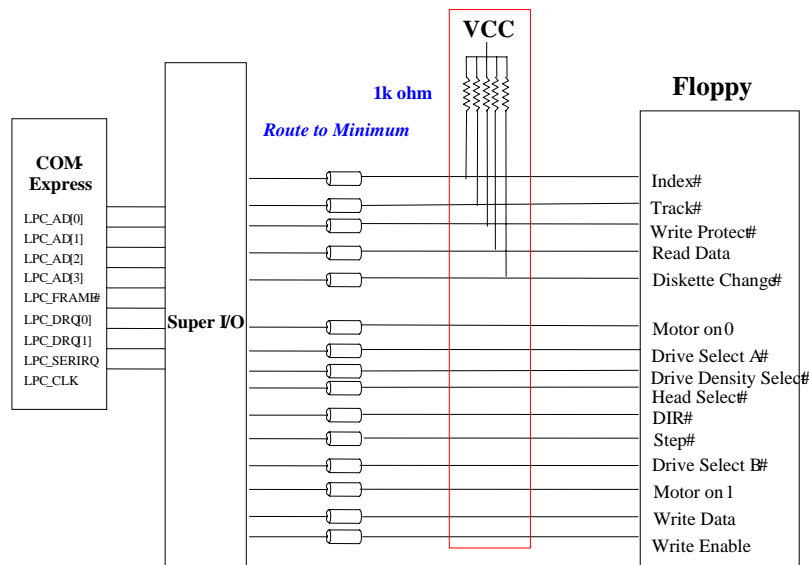 VCC
1k ohm
Floppy
Route to Minimum
COM-
Express
LPC_AD[0]
LPC_AD[1]
LPC_AD[2]
LPC_AD[3]
LPC_FRAME#
LPC_DRQ[0]
LPC_DRQ[1]
LPC_SERIRQ
LPC_CLK
Super I/O
Index#
Track#
Write Protect#
Read Data
Diskette Change#
Motor on 0
Drive Select A#
Drive Density Select#
Head Select#
DIR#
Step#
Drive Select B#
Motor on 1
Write Data
Write Enable